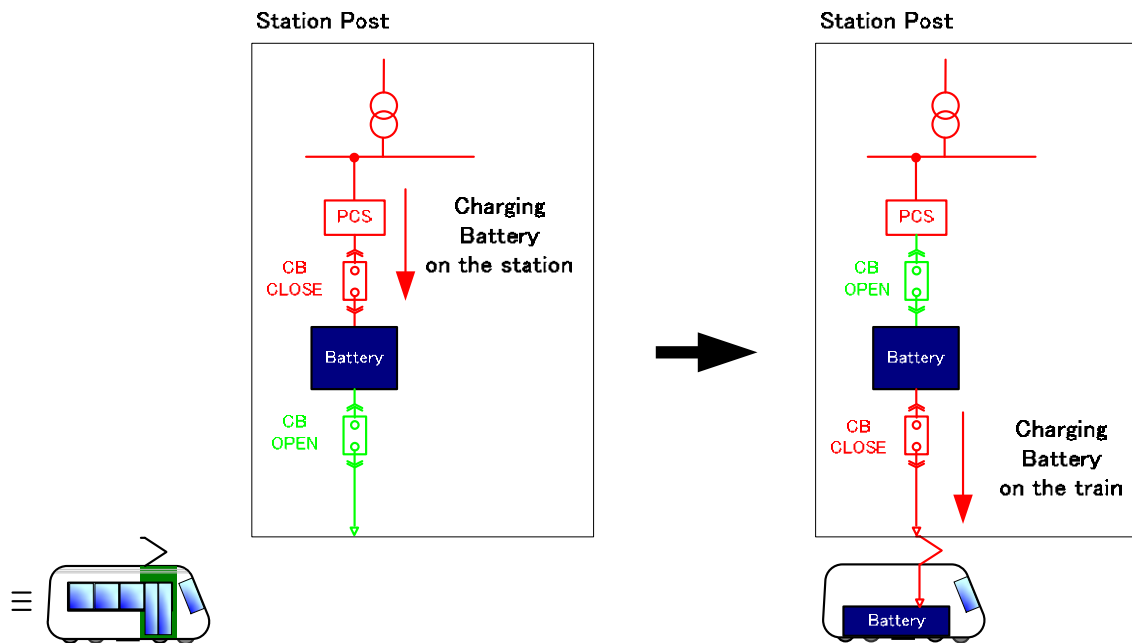 Station Post
PCS
Charging
Battery
on the station
CB
CLOSE
Battery
CB
OPEN
Station Post
PCS
CB
OPEN
Battery
CB
CLOSE
Charging
Battery
on the train
Battery